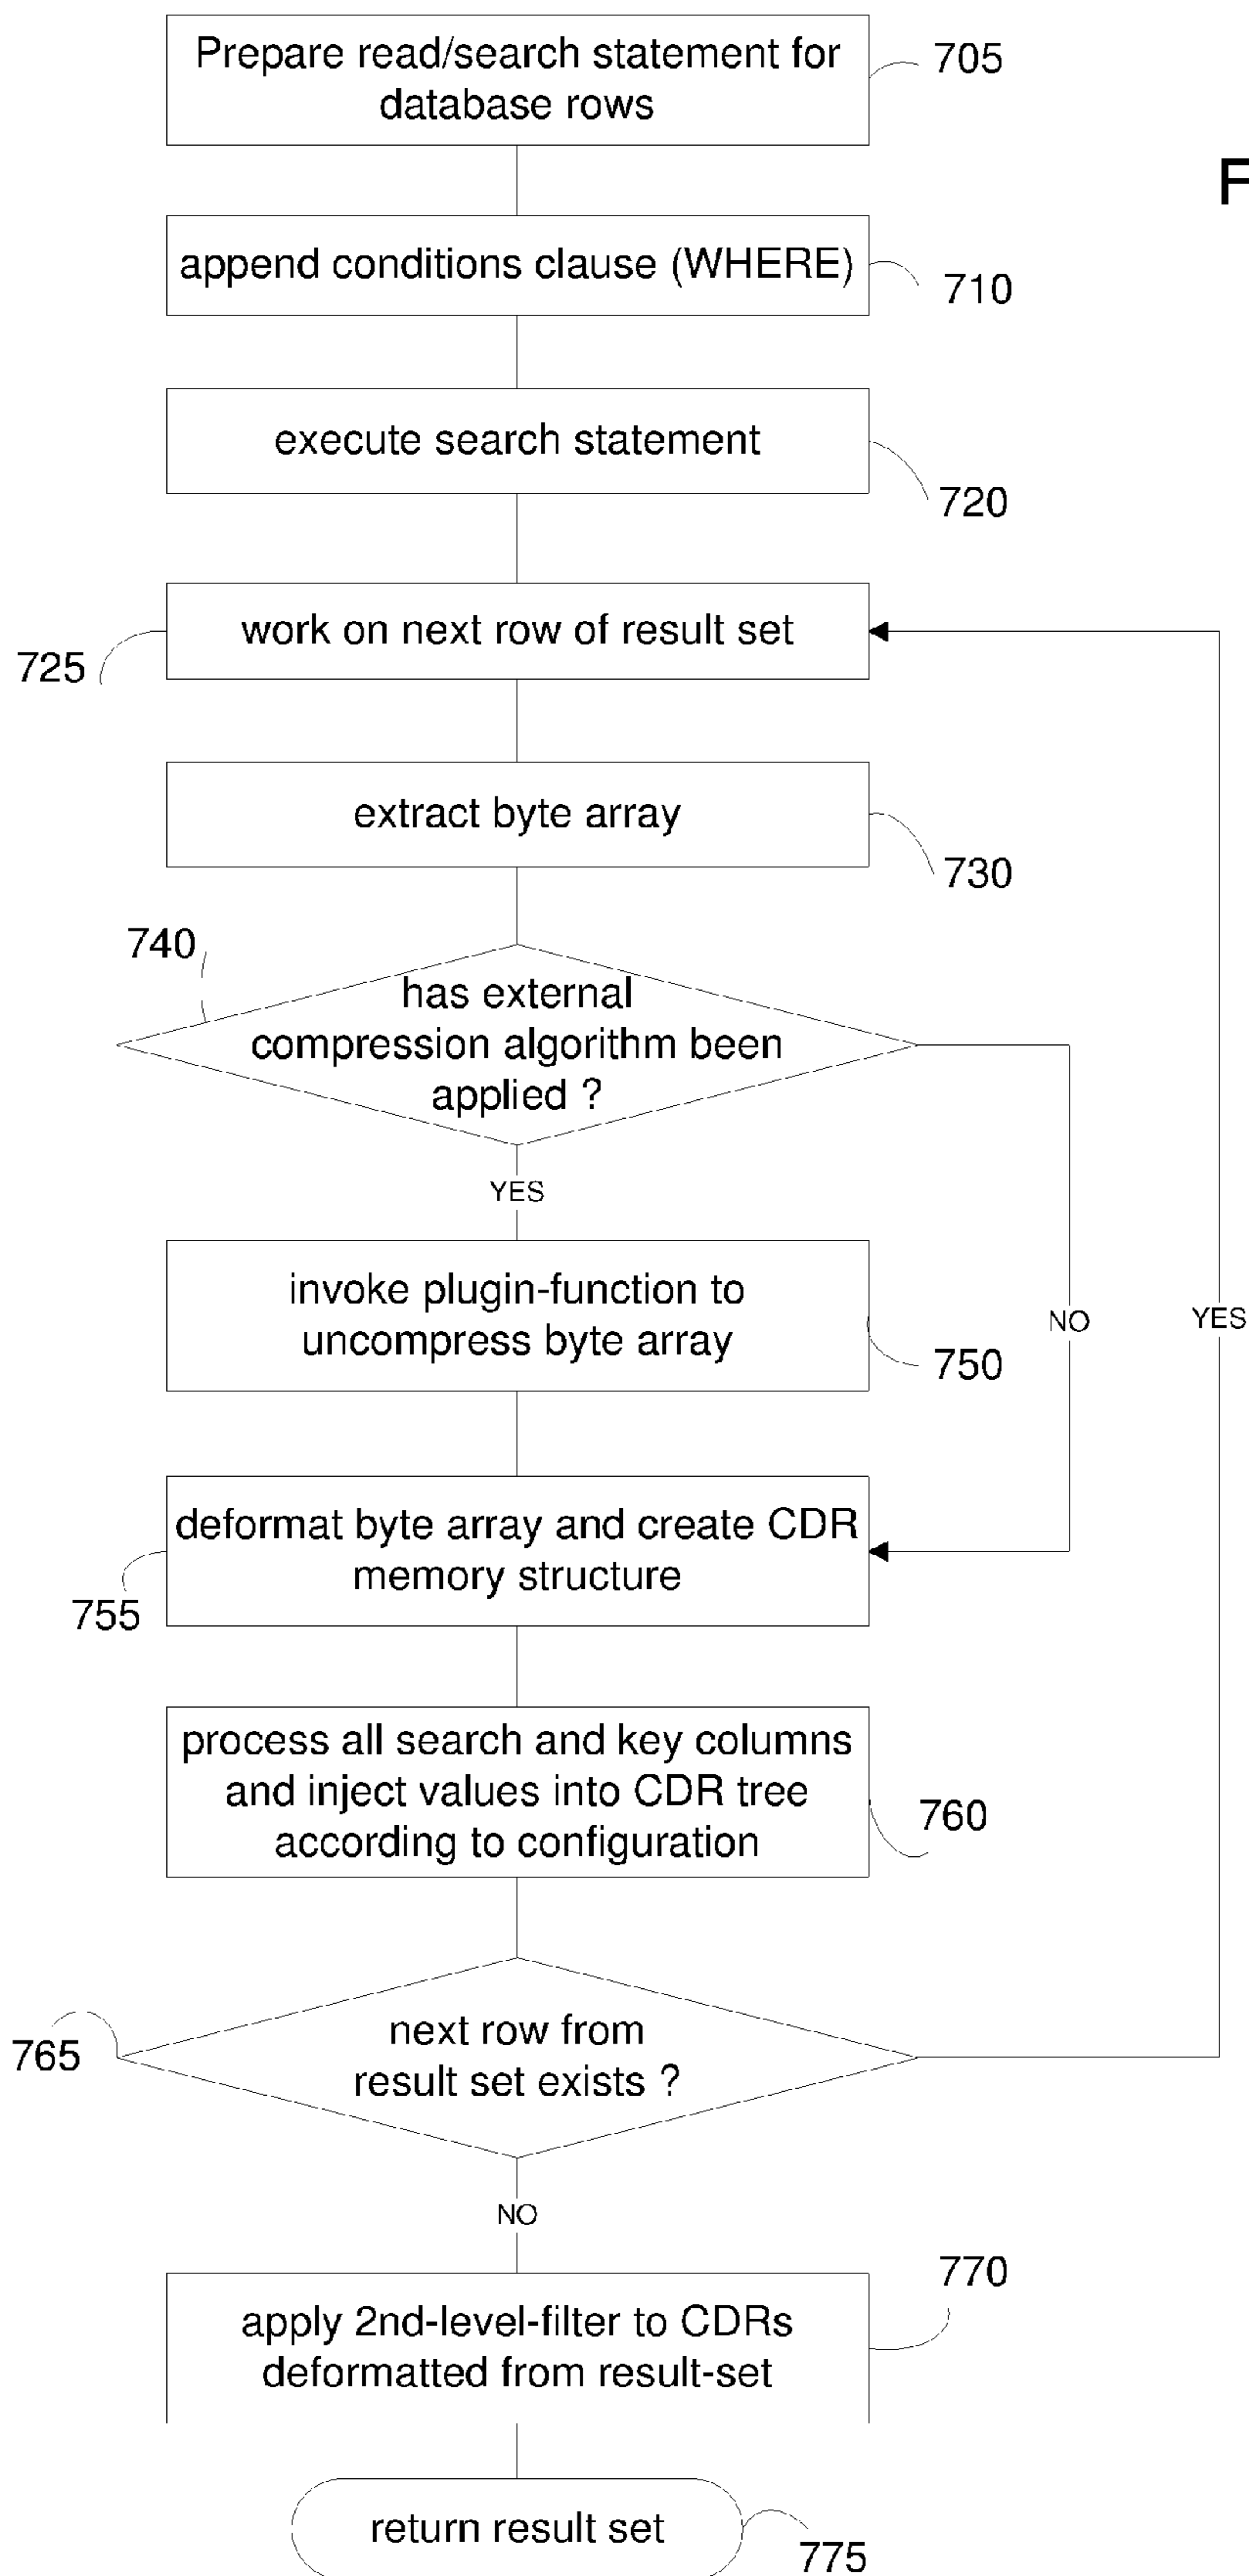 Prepare read/search statement for
database rows
705
F
append conditions clause (WHERE)
710
execute search statement
720
work on next row of result set
725
extract byte array
730
740
has external
compression algorithm been
applied ?
YES
invoke plugin-function to
uncompress byte array
750
NO
YES
deformat byte array and create CDR
memory structure
755
process all search and key columns
and inject values into CDR tree
according to configuration
760
next row from
result set exists ?
765
NO
770
apply 2nd-level-filter to CDRs
deformatted from result-set
return result set
775